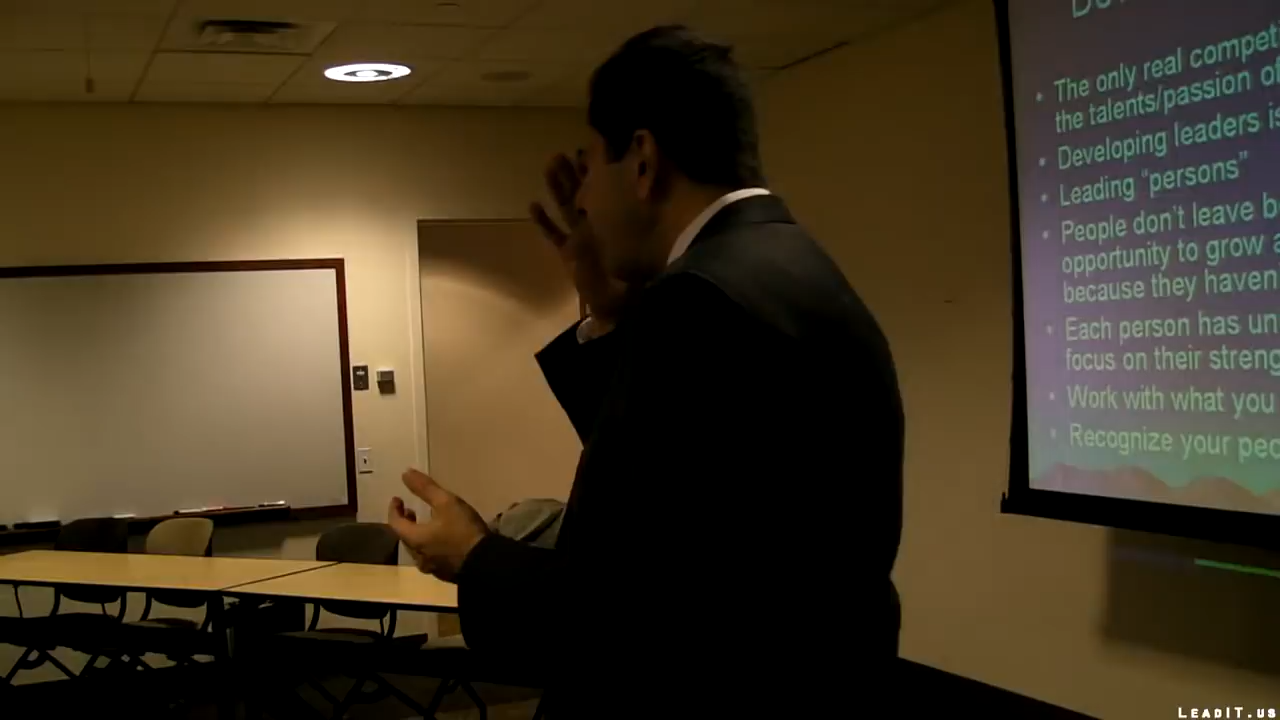 • The only real compet
the talents/passion of
• Developing leaders is
• Leading "persons"
• People don't leave b
opportunity to grow a
because they haven
• Each person has un
focus on their streng
• Work with what you
• Recognize your peo
LEADIT.US